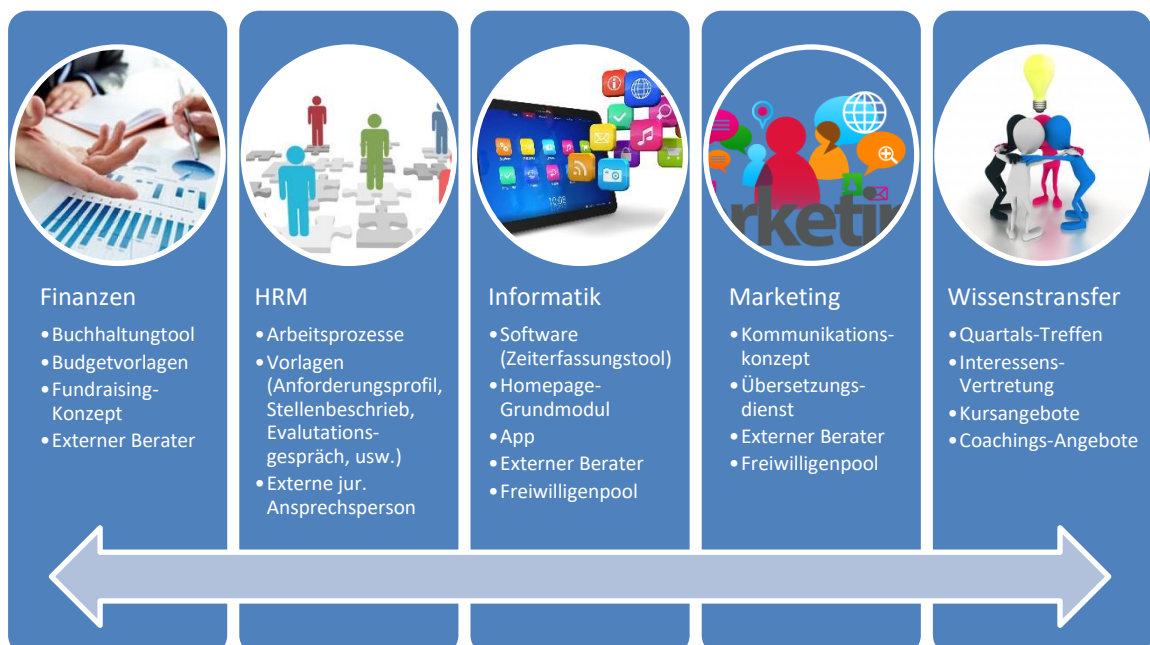 Finanzen
•Buchhaltungtool
•Budgetvorlagen
•Fundraising-
Konzept
•Externer Berater
HRM
•Arbeitsprozesse
•Vorlagen
(Anforderungsprofil,
Stellenbeschrieb,
Evalutations-
gespräch, usw.)
•Externe jur.
Ansprechsperson
Informatik
•Software
(Zeiterfassungstool)
•Homepage-
Grundmodul
•App
•Externer Berater
•Freiwilligenpool
rketin
Marketing
•Kommunikations-
konzept
•Übersetzungs-
dienst
•Externer Berater
•Freiwilligenpool
Wissenstransfer
•Quartals-Treffen
•Interessens-
Vertretung
•Kursangebote
•Coachings-Angebote